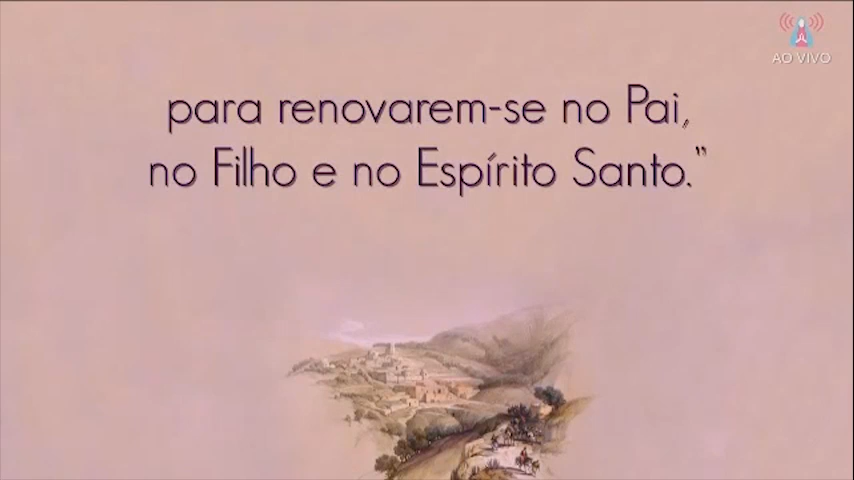 AO VIVO
para renovarem-se no Pai,
no Filho e no Espírito Santo.”